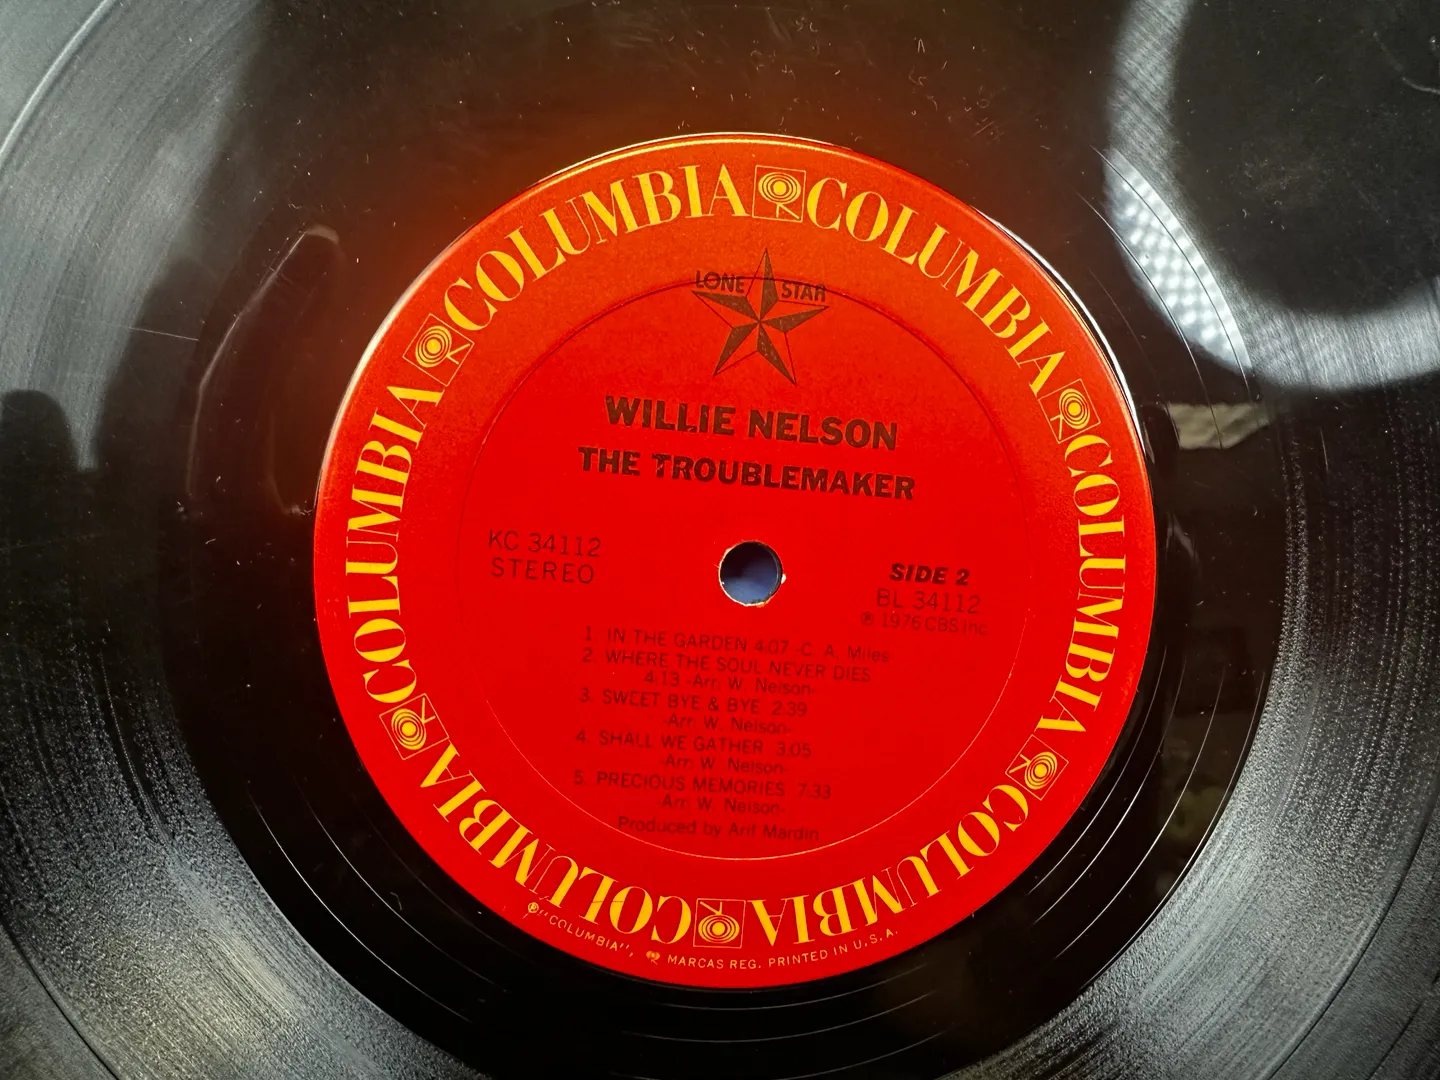 COLUMBIA COLUMBIA COLUMBIA COLUMBIA COLUMBIA COLUMBIA COLUMBIA
LONE STAR
WILLIE NELSON
THE TROUBLEMAKER
KC 34112
STEREO
SIDE 2
BL 34112
℗ 1976 CBS Inc
1. IN THE GARDEN 4:07 -C. A. Miles-
2. WHERE THE SOUL NEVER DIES
4:13 -Arr. W. Nelson-
3. SWEET BYE & BYE 2:39
-Arr. W. Nelson-
4. SHALL WE GATHER 3:05
-Arr. W. Nelson-
5. PRECIOUS MEMORIES 7:33
-Arr. W. Nelson-
Produced by Arif Mardin
℗"COLUMBIA", MARCAS REG. PRINTED IN U.S.A.